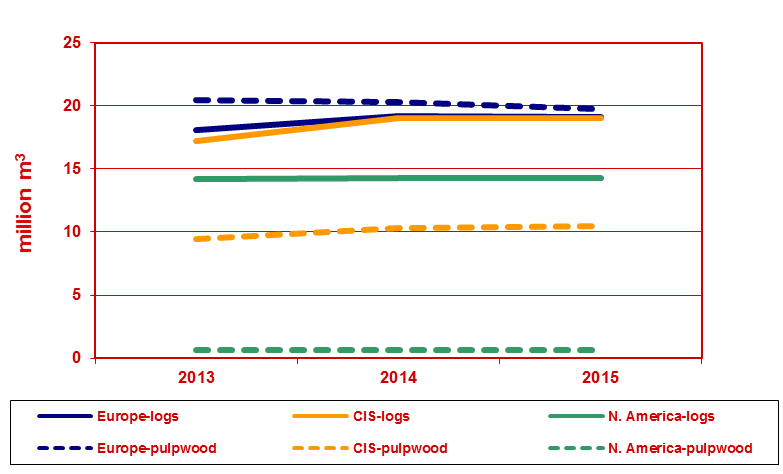 25
20
15
10
5
0
million m³
2013 2014 2015
Europe-logs CIS-logs N. America-logs
Europe-pulpwood CIS-pulpwood N. America-pulpwood